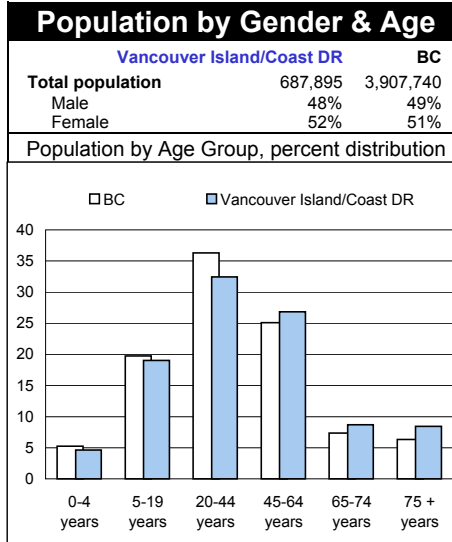 Population by Gender & Age
Vancouver Island/Coast DR BC
Total population 687,895 3,907,740
Male 48% 49%
Female 52% 51%
Population by Age Group, percent distribution
BC Vancouver Island/Coast DR
40
35
30
25
20
15
10
5
0
0-4 5-19 20-44 45-64 65-74 75 +
years years years years years years